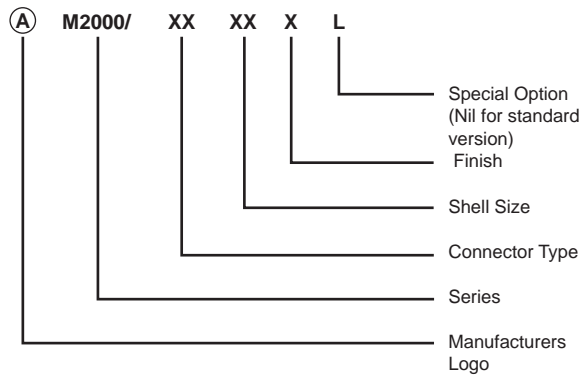 A M2000/ XX XX X L
Special Option
(Nil for standard
version)
Finish
Shell Size
Connector Type
Series
Manufacturers
Logo